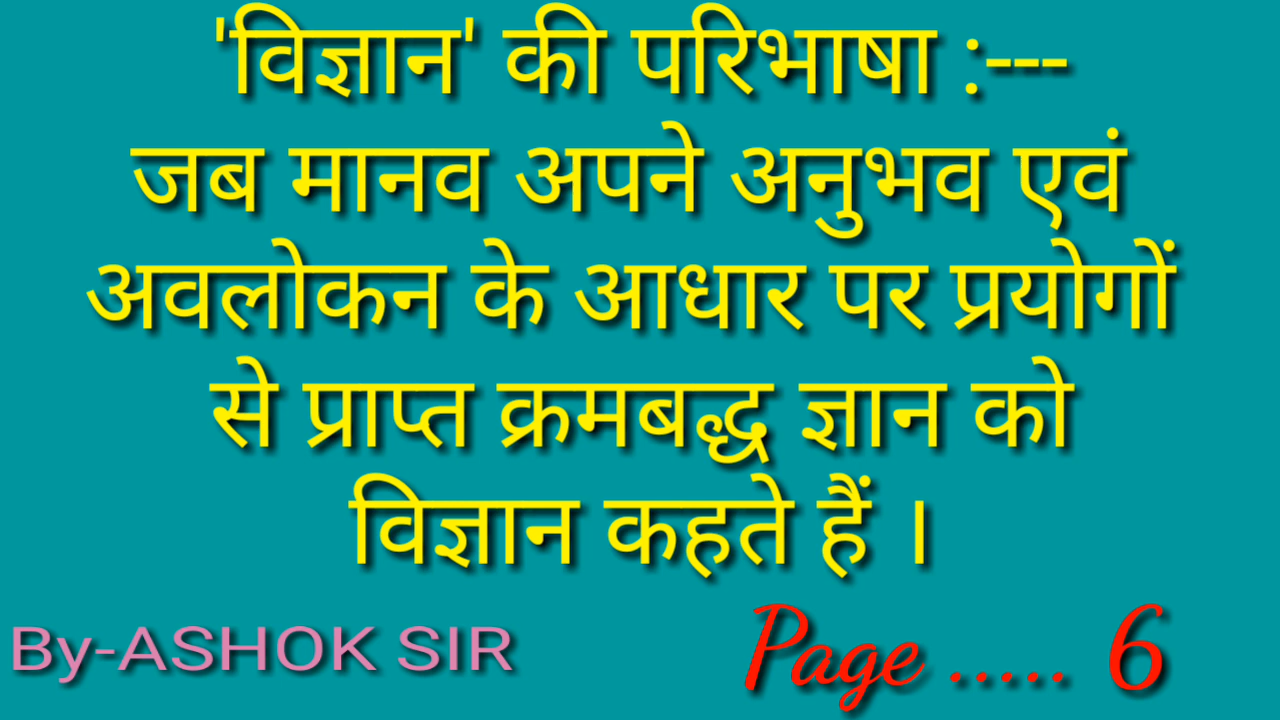 'विज्ञान' की परिभाषा :---
जब मानव अपने अनुभव एवं
अवलोकन के आधार पर प्रयोगों
से प्राप्त क्रमबद्ध ज्ञान को
विज्ञान कहते हैं ।
By-ASHOK SIR
Page ..... 6